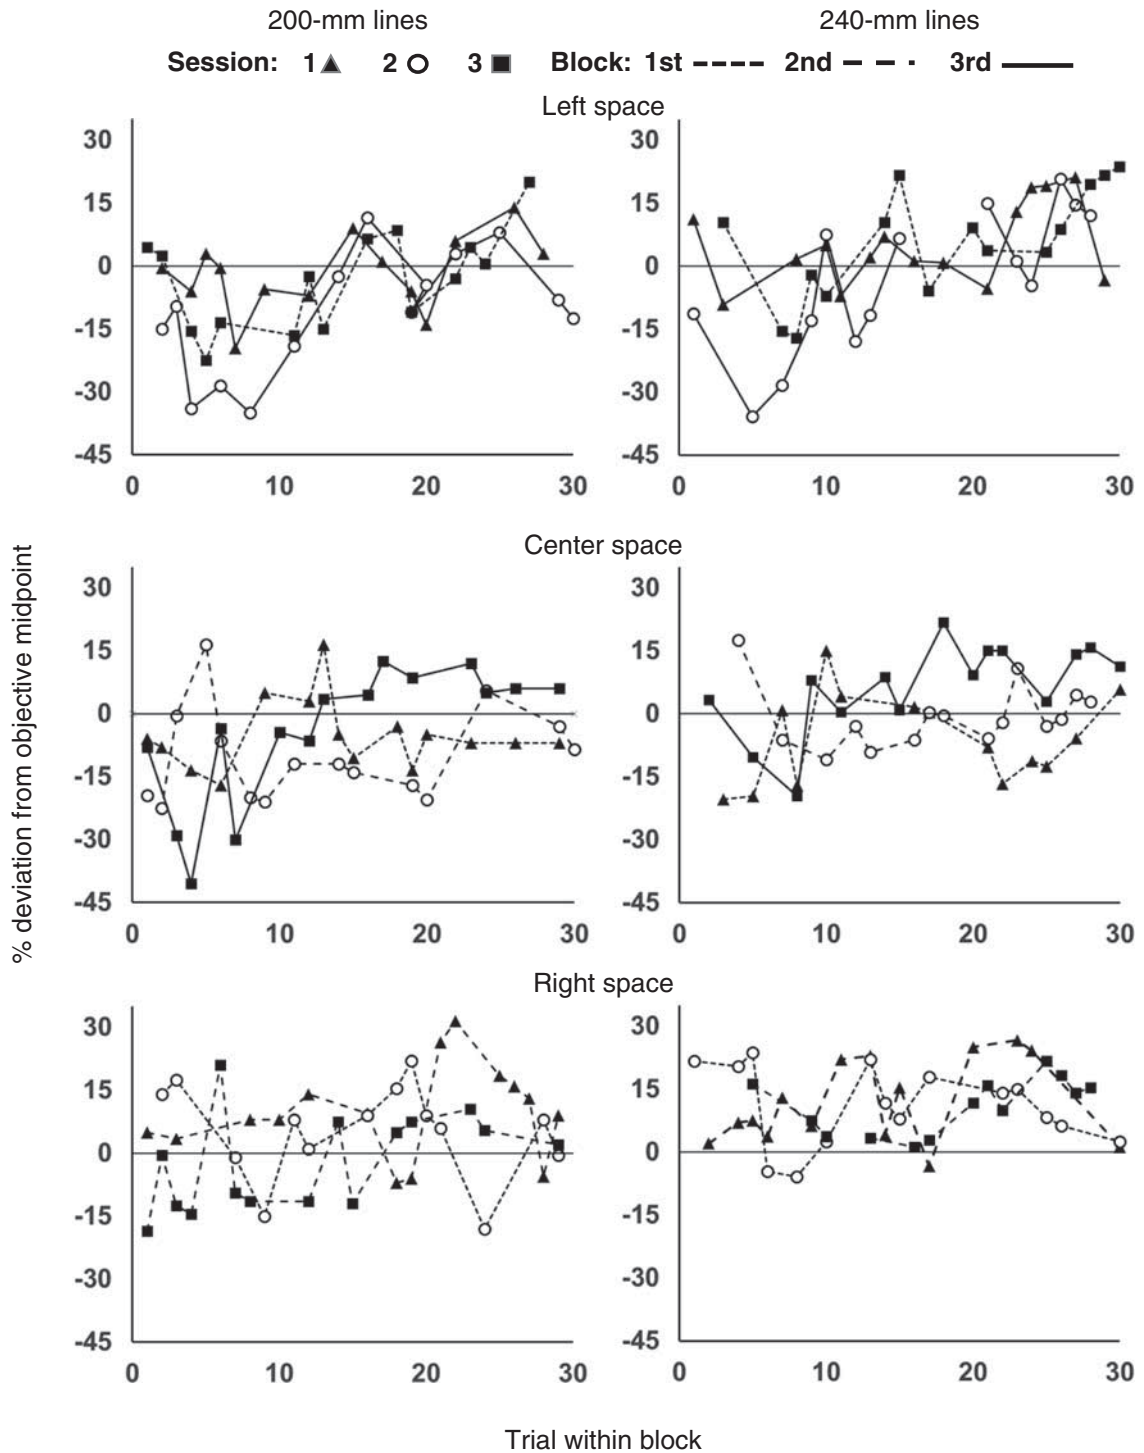 200-mm lines 240-mm lines
Session: 1 2 3 Block: 1st 2nd 3rd
Left space
30 30
15 15
0 0
-15 -15
-30 -30
-45 -45
0 10 20 30 0 10 20 30
Center space
% deviation from objective midpoint
30 30
15 15
0 0
-15 -15
-30 -30
-45 -45
0 10 20 30 0 10 20 30
Right space
30 30
15 15
0 0
-15 -15
-30 -30
-45 -45
0 10 20 30 0 10 20 30
Trial within block